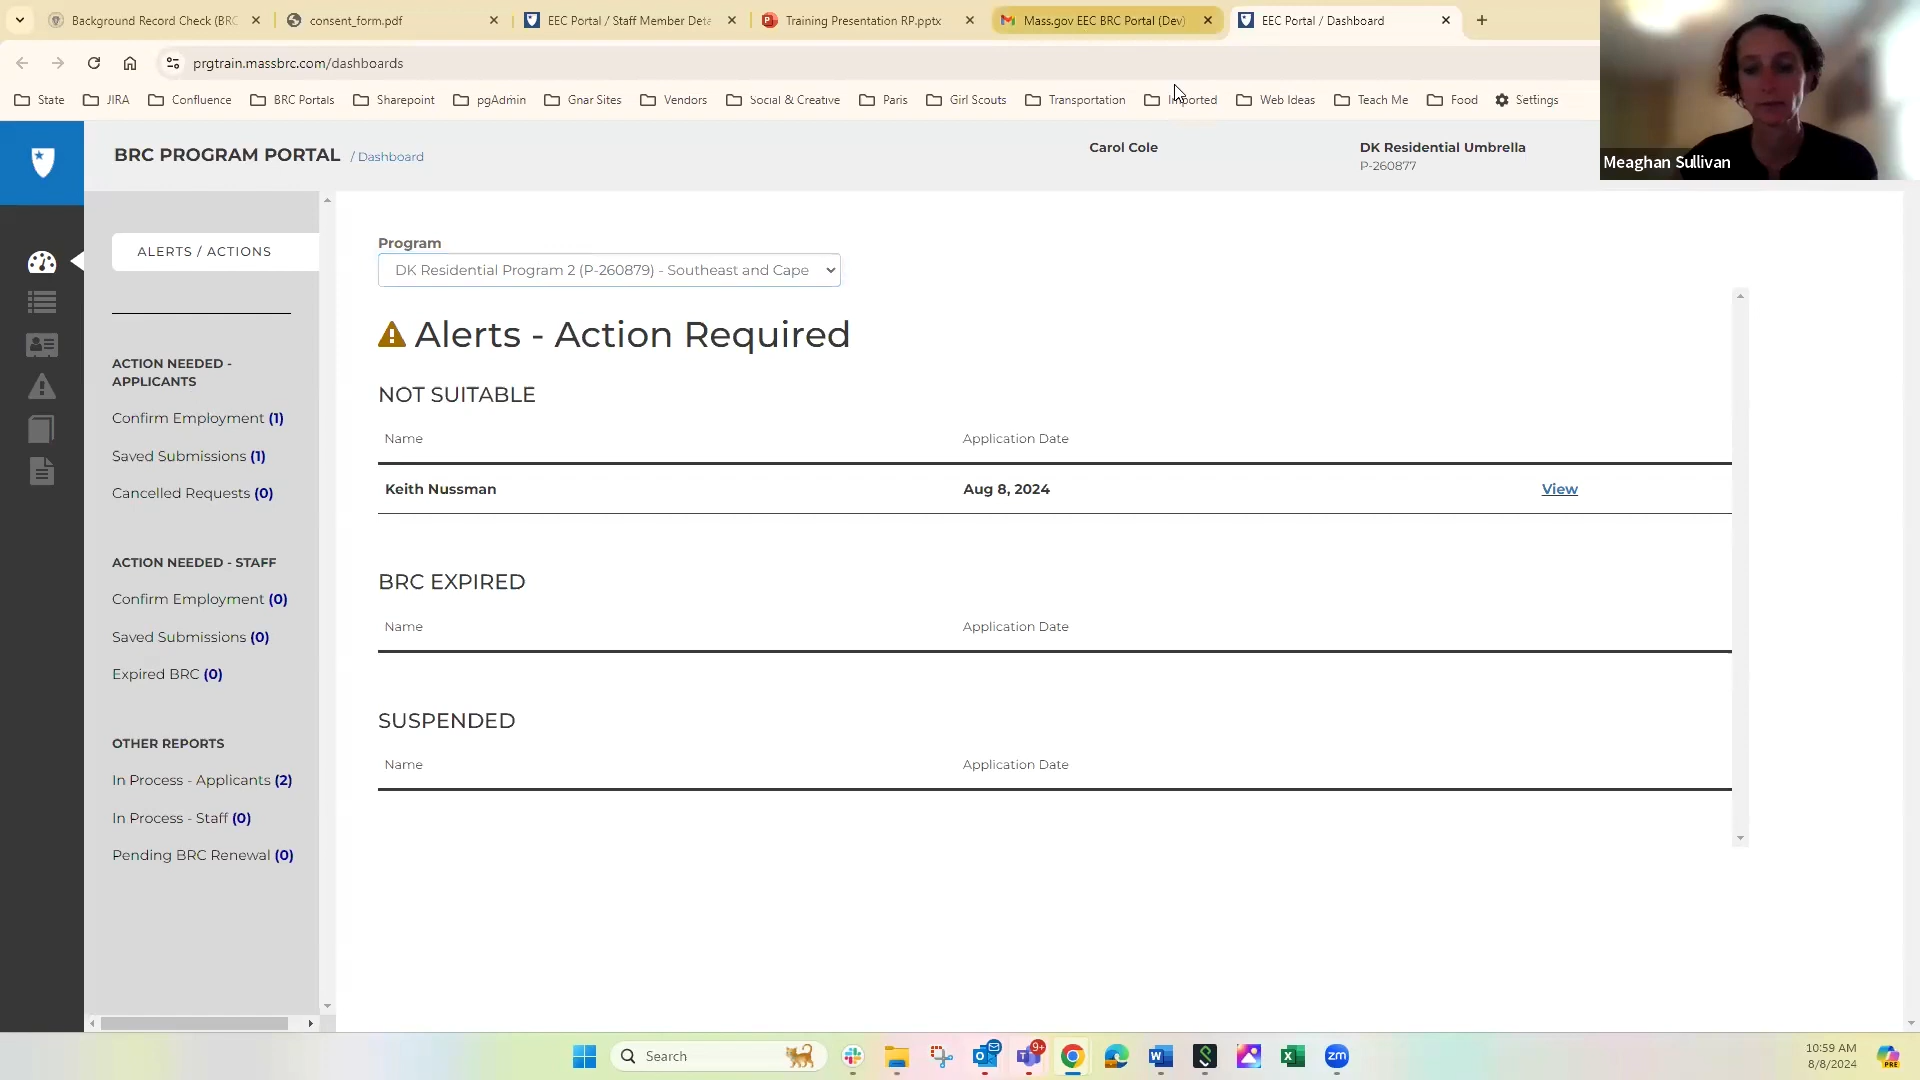 Background Record Check (BRC
consent_form.pdf
EEC Portal / Staff Member Deta
Training Presentation RP.pptx
Mass.gov EEC BRC Portal (Dev)
EEC Portal / Dashboard
prgtrain.massbrc.com/dashboards
State
JIRA
Confluence
BRC Portals
Sharepoint
pgAdmin
Gnar Sites
Vendors
Social & Creative
Paris
Girl Scouts
Transportation
Imported
Web Ideas
Teach Me
Food
Settings
Meaghan Sullivan
BRC PROGRAM PORTAL / Dashboard
Carol Cole
DK Residential Umbrella
P-260877
ALERTS / ACTIONS
ACTION NEEDED -
APPLICANTS
Confirm Employment (1)
Saved Submissions (1)
Cancelled Requests (0)
ACTION NEEDED - STAFF
Confirm Employment (0)
Saved Submissions (0)
Expired BRC (0)
OTHER REPORTS
In Process - Applicants (2)
In Process - Staff (0)
Pending BRC Renewal (0)
Program
DK Residential Program 2 (P-260879) - Southeast and Cape
Alerts - Action Required
NOT SUITABLE
Name Application Date
Keith Nussman Aug 8, 2024 View
BRC EXPIRED
Name Application Date
SUSPENDED
Name Application Date
Search
9+
zm
10:59 AM
8/8/2024
PRE